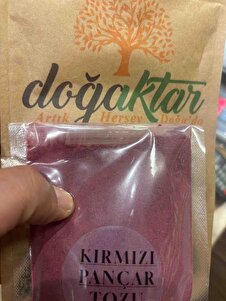 doğaktar
Artık Herşey Doğa'da
KIRMIZI
PANÇAR
TOZU